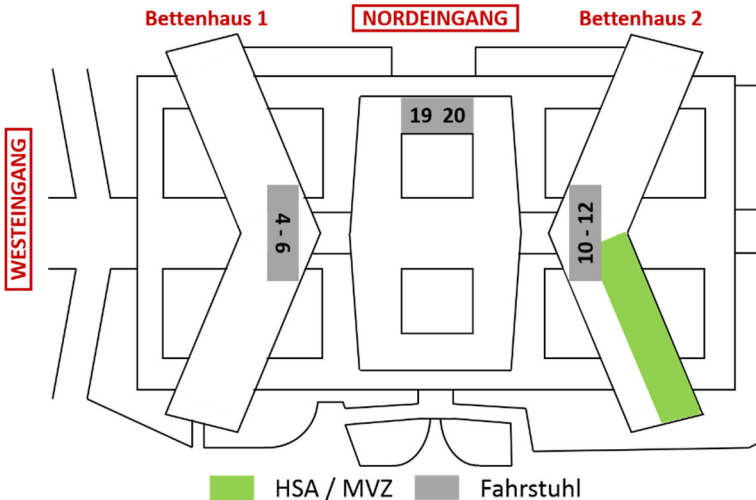 Bettenhaus 1
NORDEINGANG
Bettenhaus 2
19 20
WESTEINGANG
4 - 6
10 - 12
HSA / MVZ
Fahrstuhl